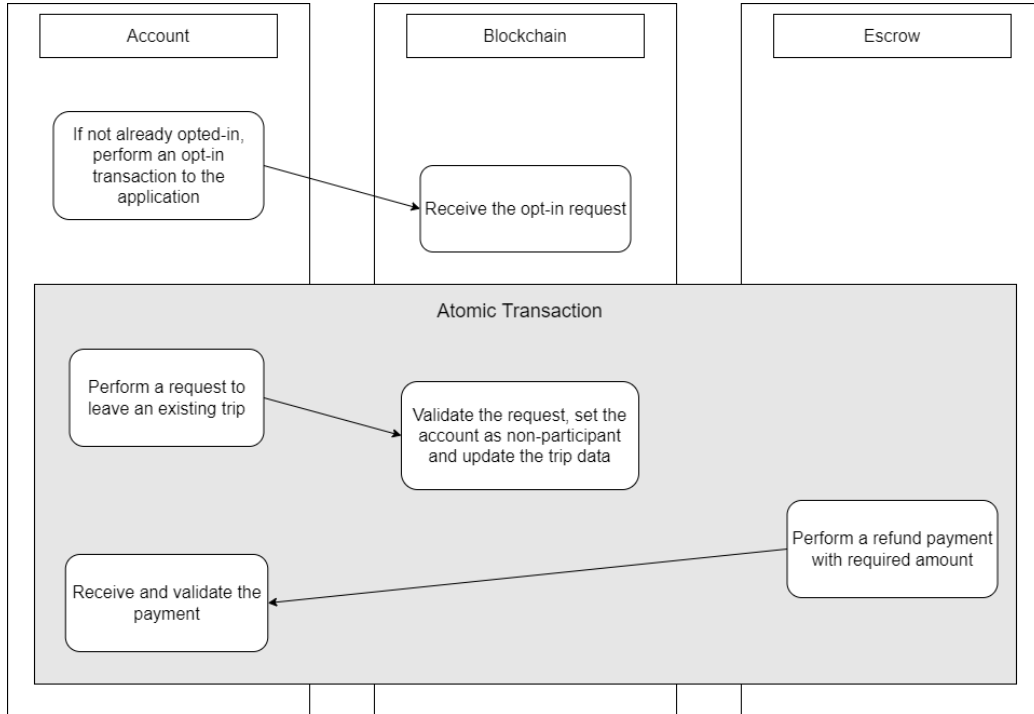 Account
Blockchain
Escrow
If not already opted-in,
perform an opt-in
transaction to the
application
Receive the opt-in request
Atomic Transaction
Perform a request to
leave an existing trip
Validate the request, set the
account as non-participant
and update the trip data
Perform a refund payment
with required amount
Receive and validate the
payment